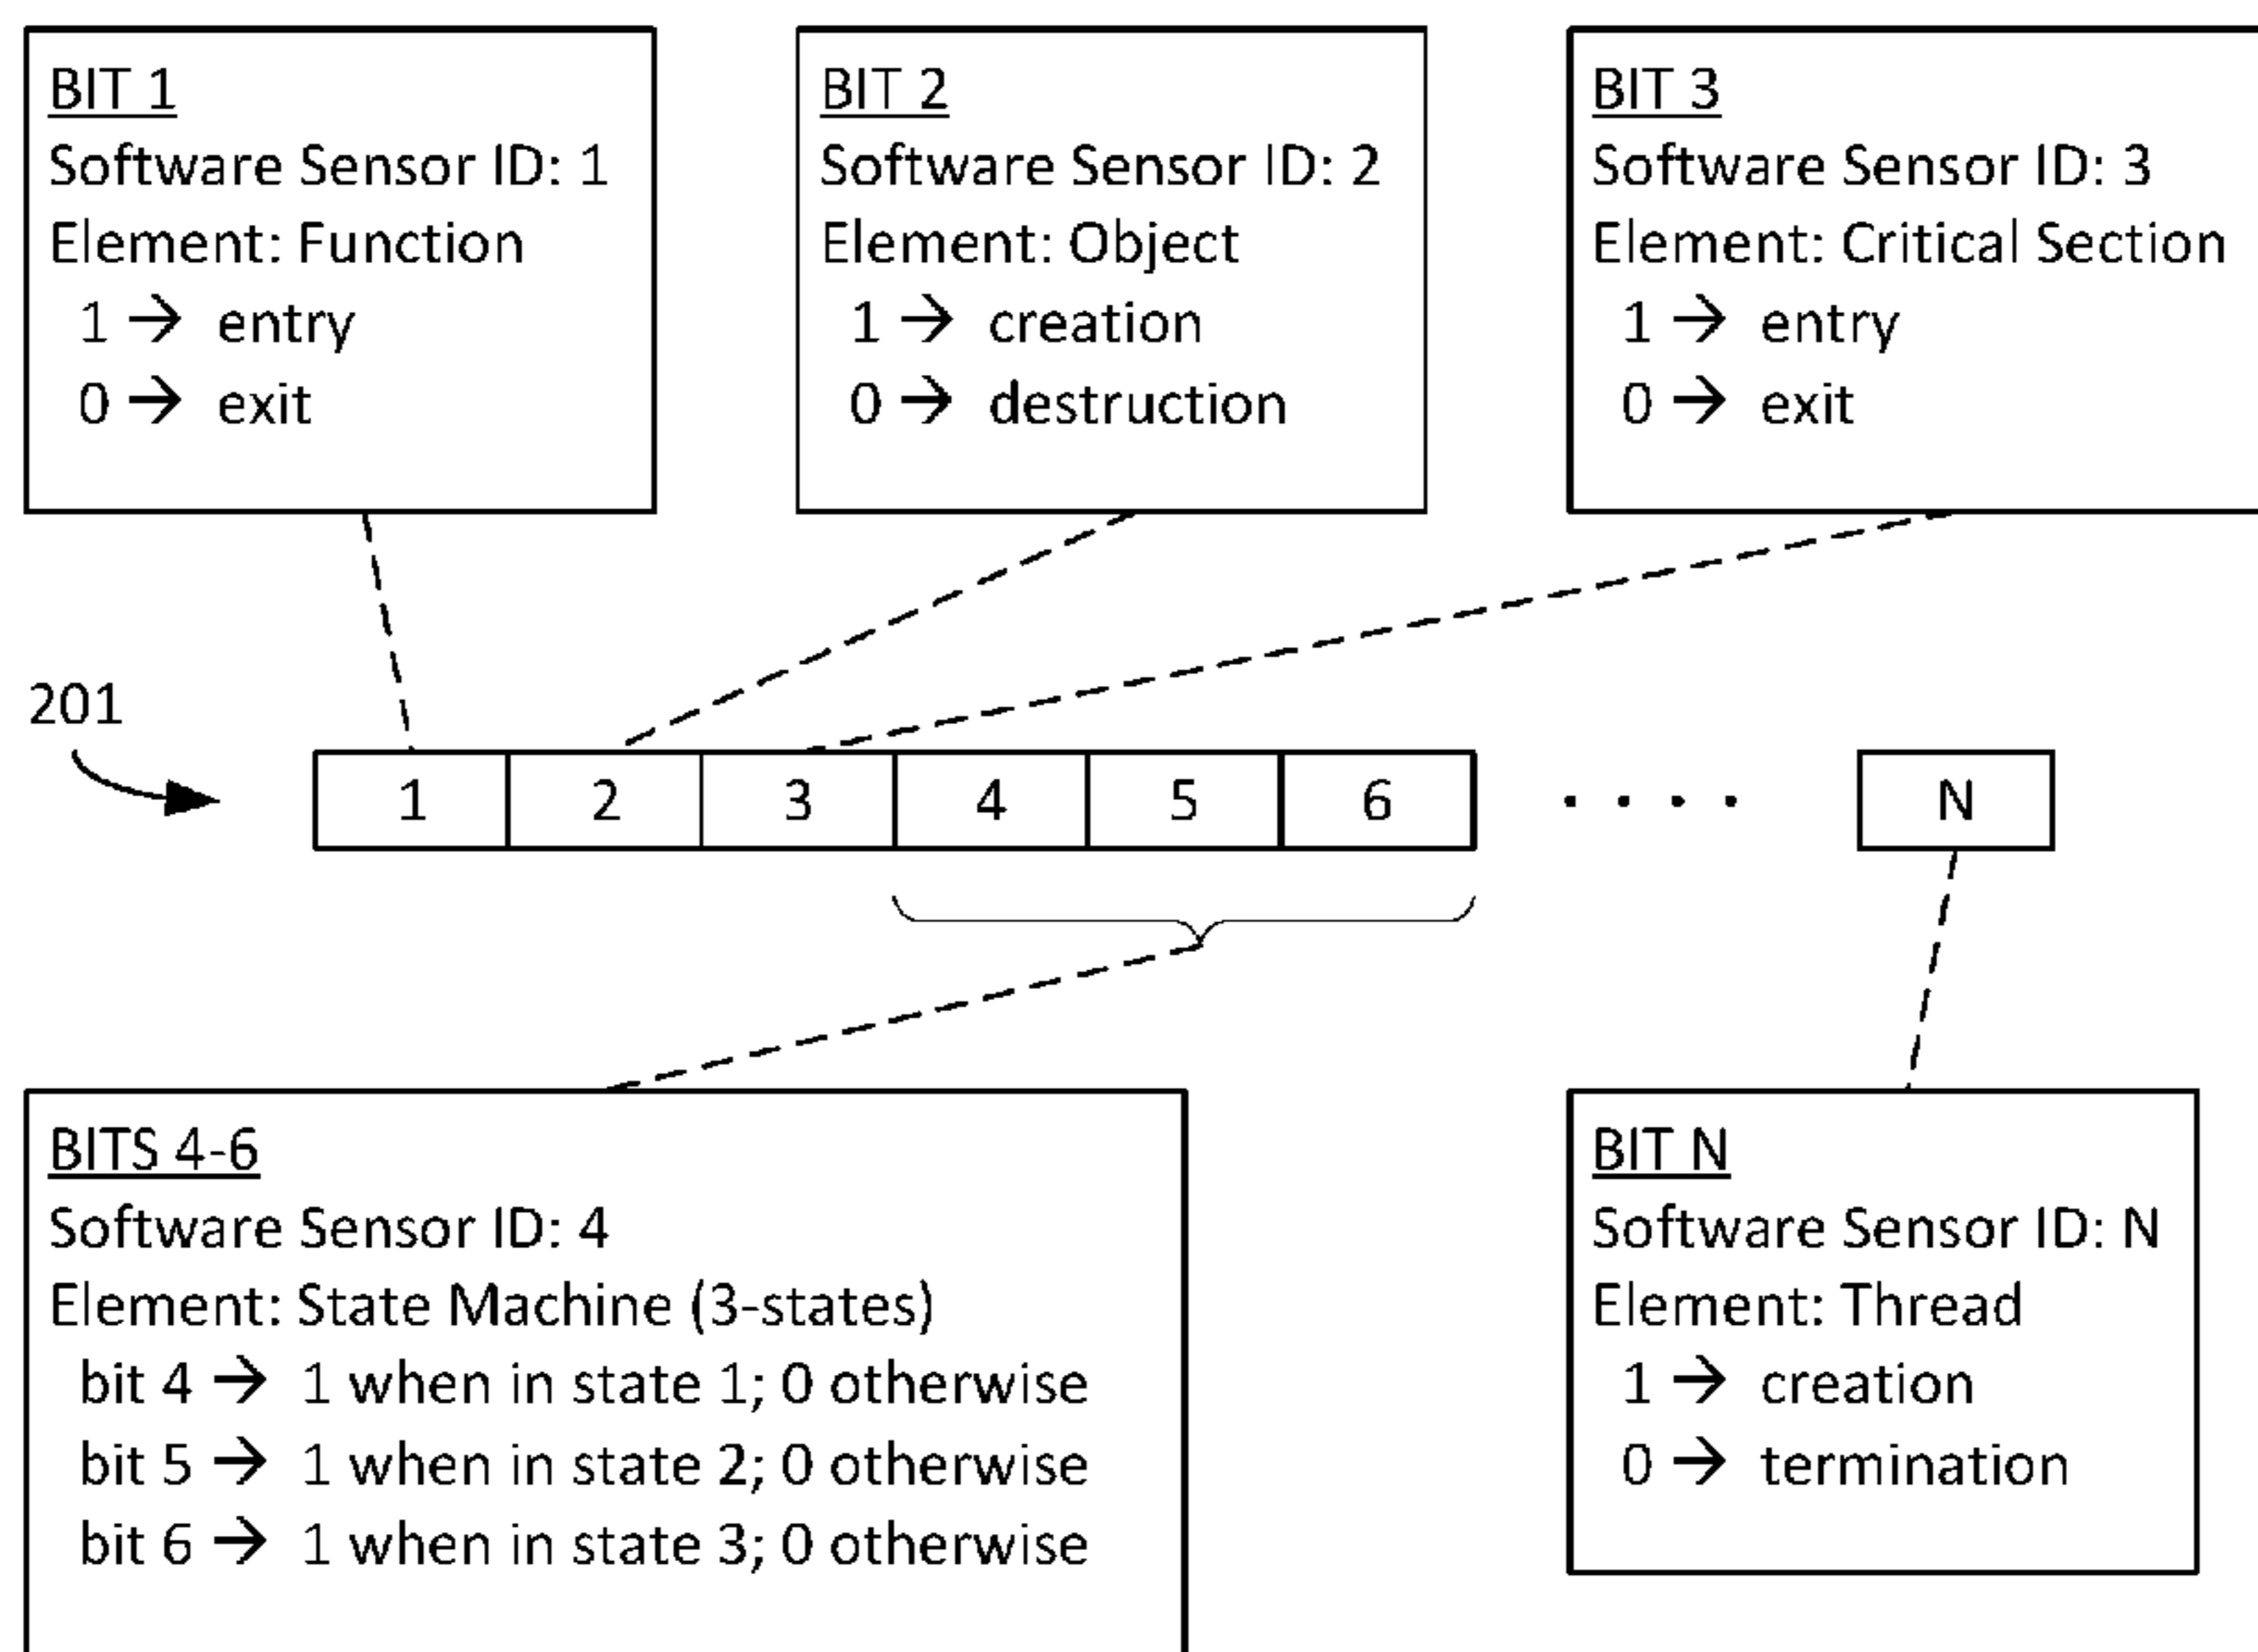 BIT 1
Software Sensor ID: 1
Element: Function
1 → entry
0 → exit
BIT 2
Software Sensor ID: 2
Element: Object
1 → creation
0 → destruction
BIT 3
Software Sensor ID: 3
Element: Critical Section
1 → entry
0 → exit
201
1 2 3 4 5 6 . . . . N
BITS 4-6
Software Sensor ID: 4
Element: State Machine (3-states)
bit 4 → 1 when in state 1; 0 otherwise
bit 5 → 1 when in state 2; 0 otherwise
bit 6 → 1 when in state 3; 0 otherwise
BIT N
Software Sensor ID: N
Element: Thread
1 → creation
0 → termination